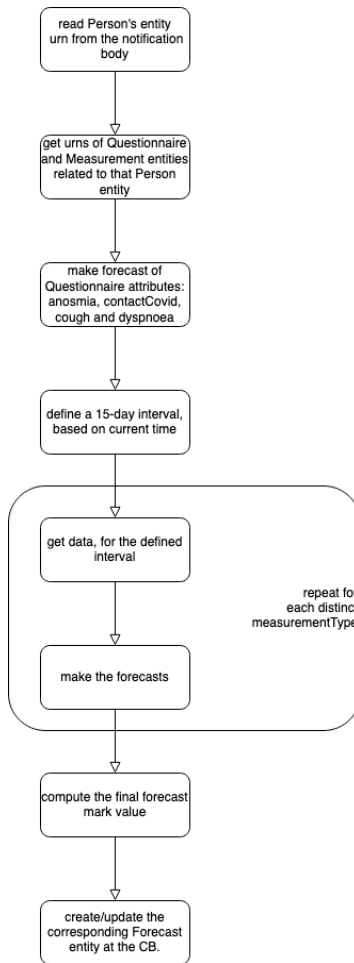 read Person's entity
urn from the notification
body
get urns of Questionnaire
and Measurement entities
related to that Person
entity
make forecast of
Questionnaire attributes:
anosmia, contactCovid,
cough and dyspnoea
define a 15-day interval,
based on current time
get data, for the defined
interval
repeat for
each distinc
measurementType
make the forecasts
compute the final forecast
mark value
create/update the
corresponding Forecast
entity at the CB.